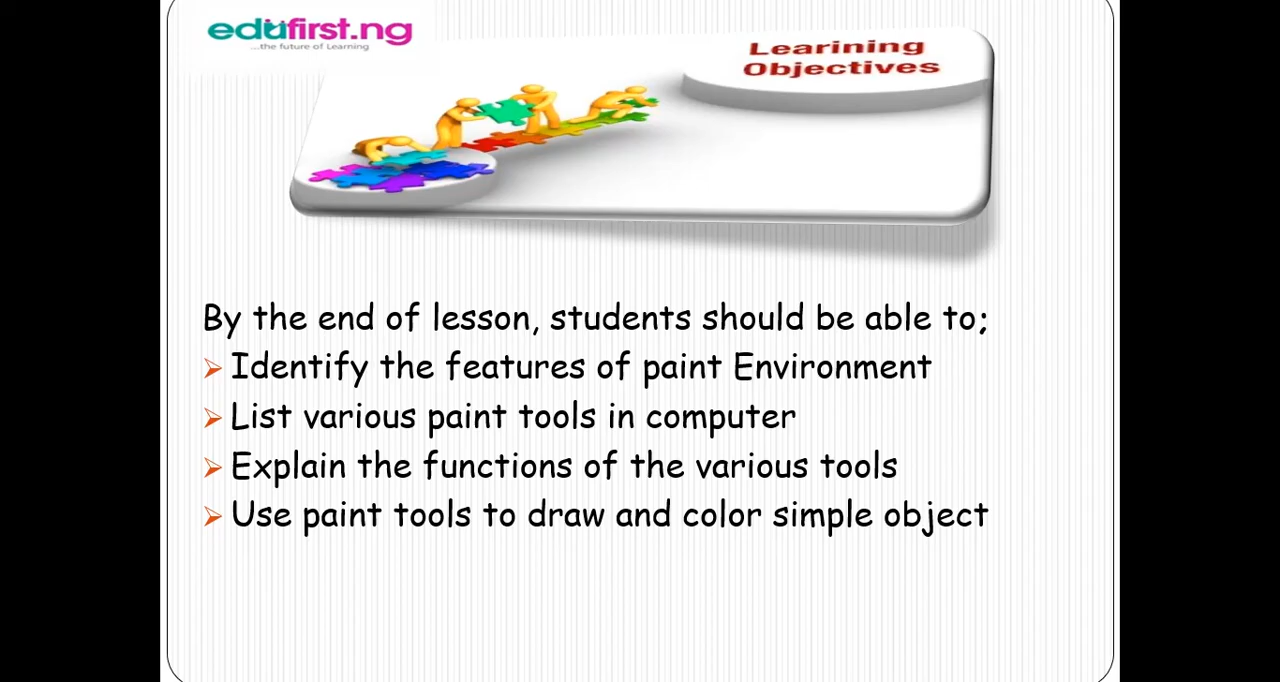 edufirst.ng
...the future of Learning
Learining
Objectives
By the end of lesson, students should be able to;
Identify the features of paint Environment
List various paint tools in computer
Explain the functions of the various tools
Use paint tools to draw and color simple object